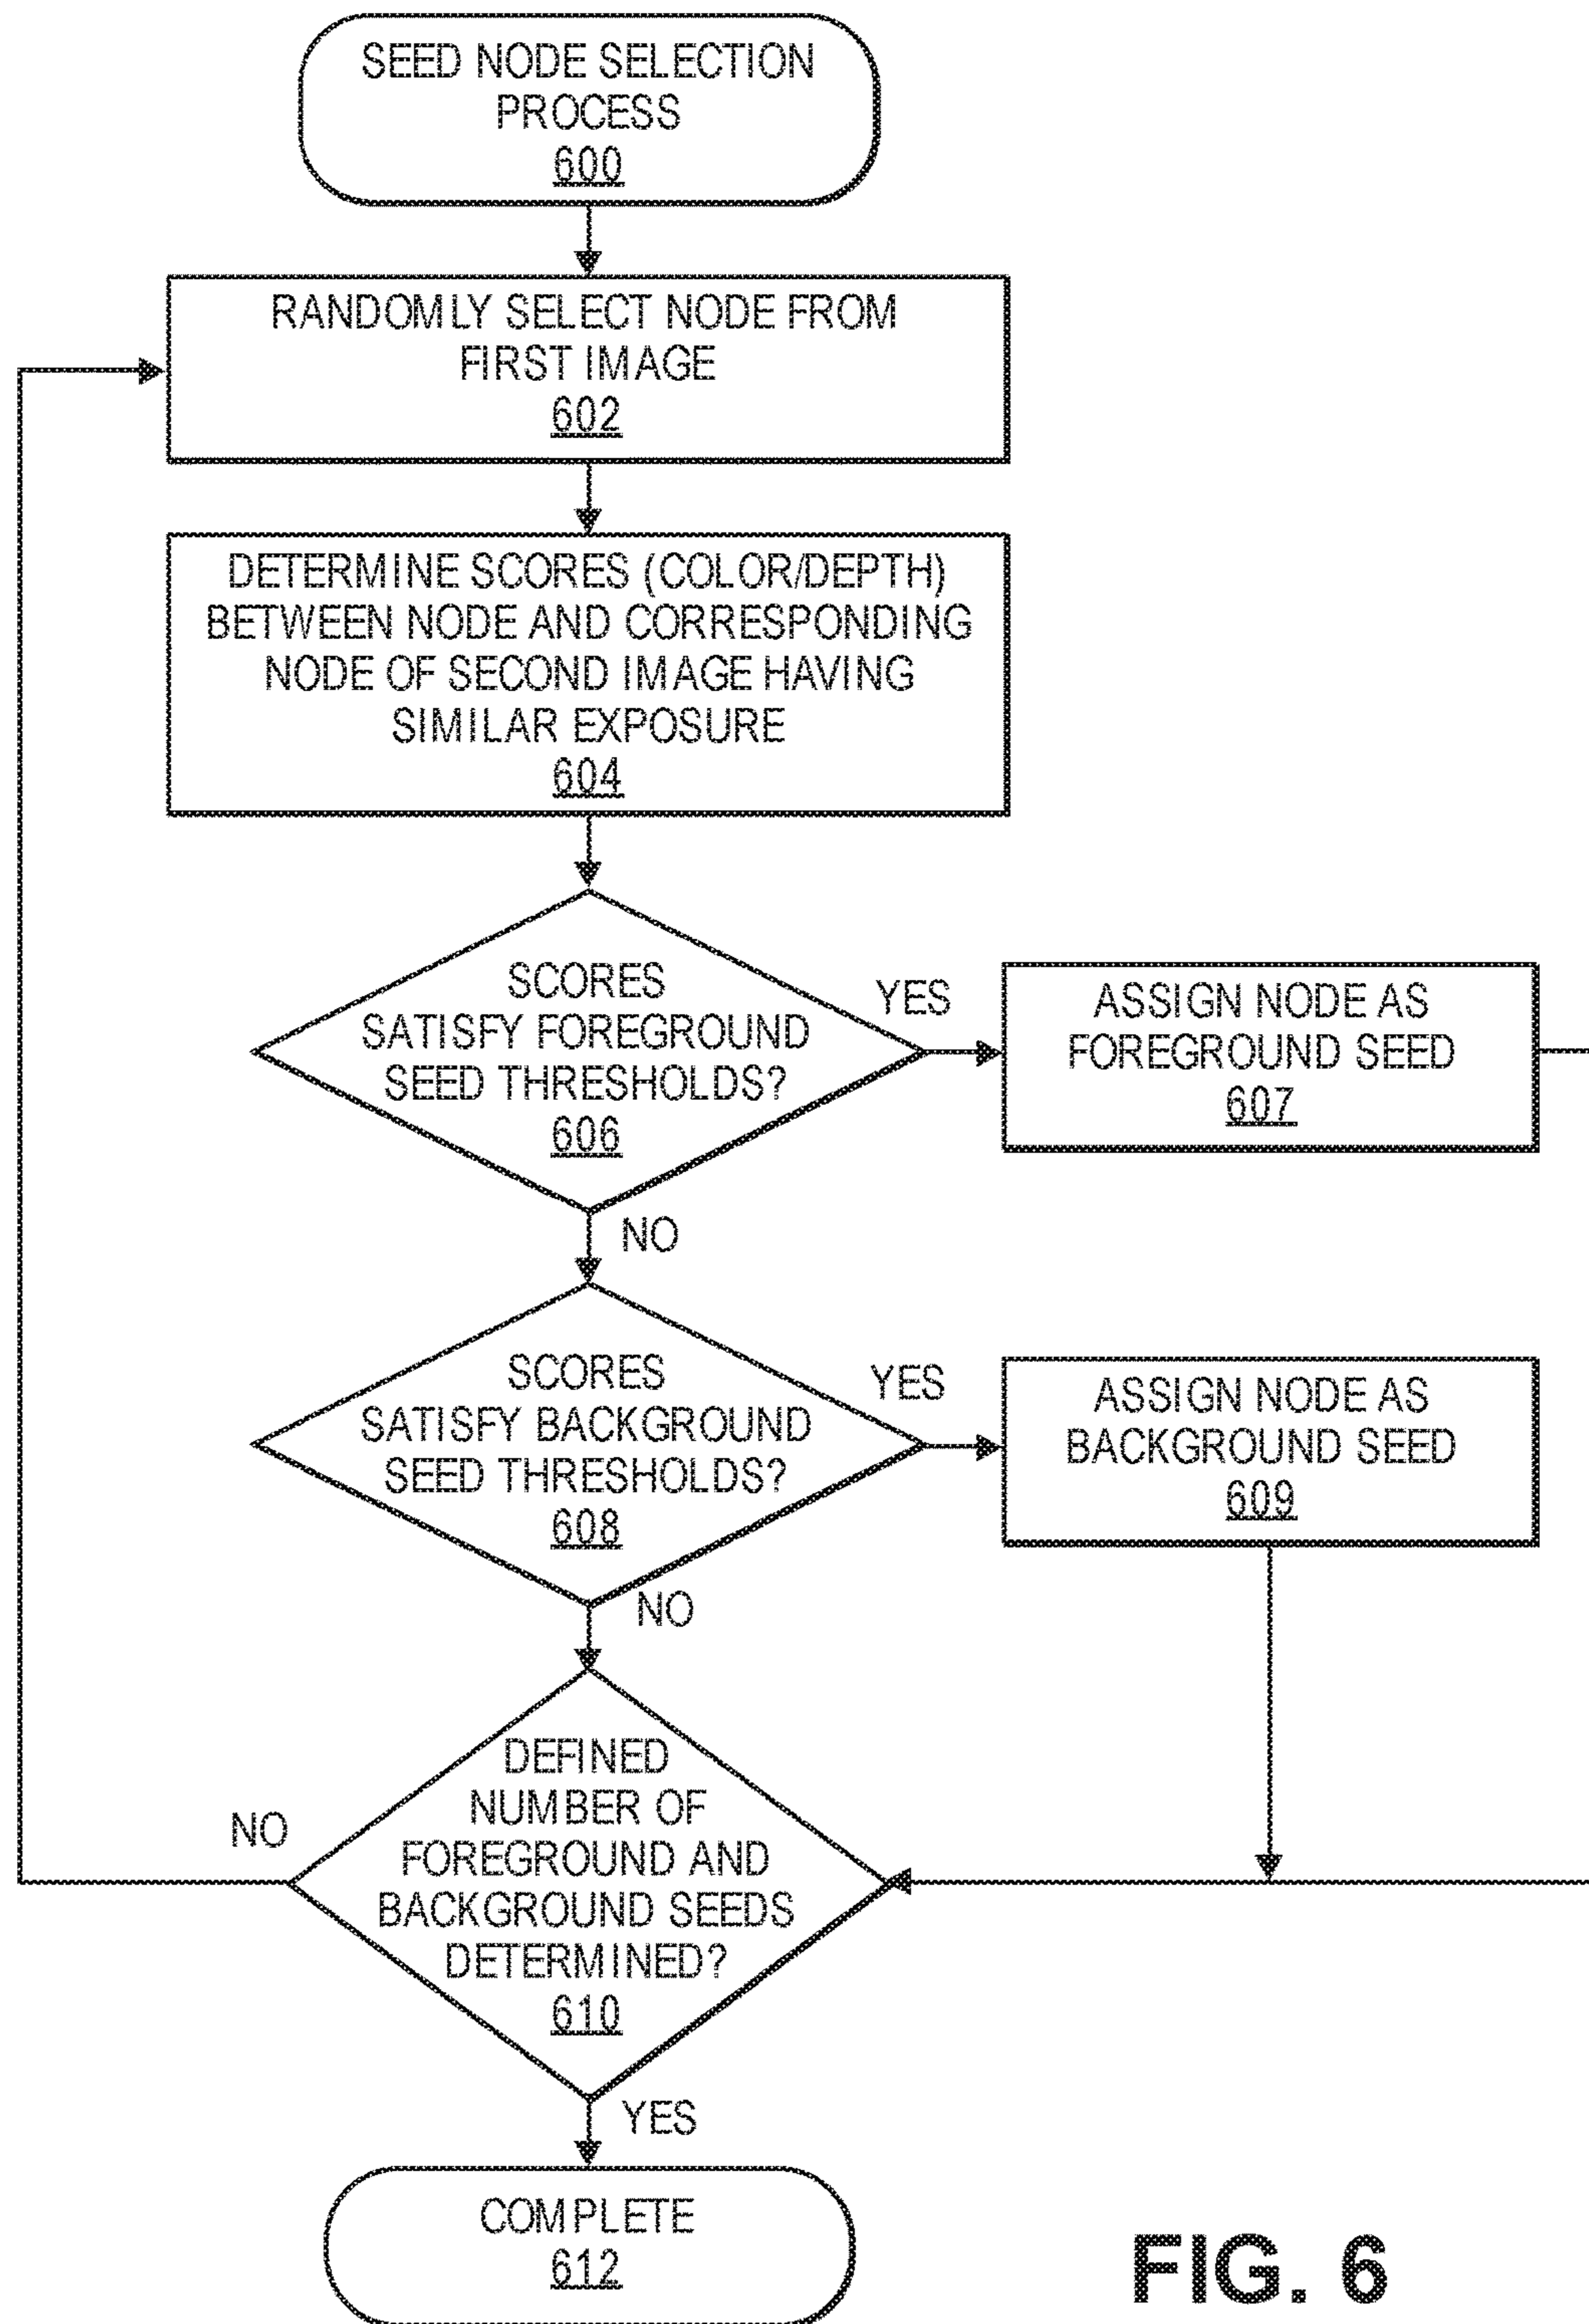 SEED NODE SELECTION
PROCESS
600
RANDOMLY SELECT NODE FROM
FIRST IMAGE
602
DETERMINE SCORES (COLOR/DEPTH)
BETWEEN NODE AND CORRESPONDING
NODE OF SECOND IMAGE HAVING
SIMILAR EXPOSURE
604
SCORES
SATISFY FOREGROUND
SEED THRESHOLDS?
606
YES
ASSIGN NODE AS
FOREGROUND SEED
607
NO
SCORES
SATISFY BACKGROUND
SEED THRESHOLDS?
608
YES
ASSIGN NODE AS
BACKGROUND SEED
609
NO
DEFINED
NUMBER OF
FOREGROUND AND
BACKGROUND SEEDS
DETERMINED?
610
NO
YES
COMPLETE
612
FIG. 6